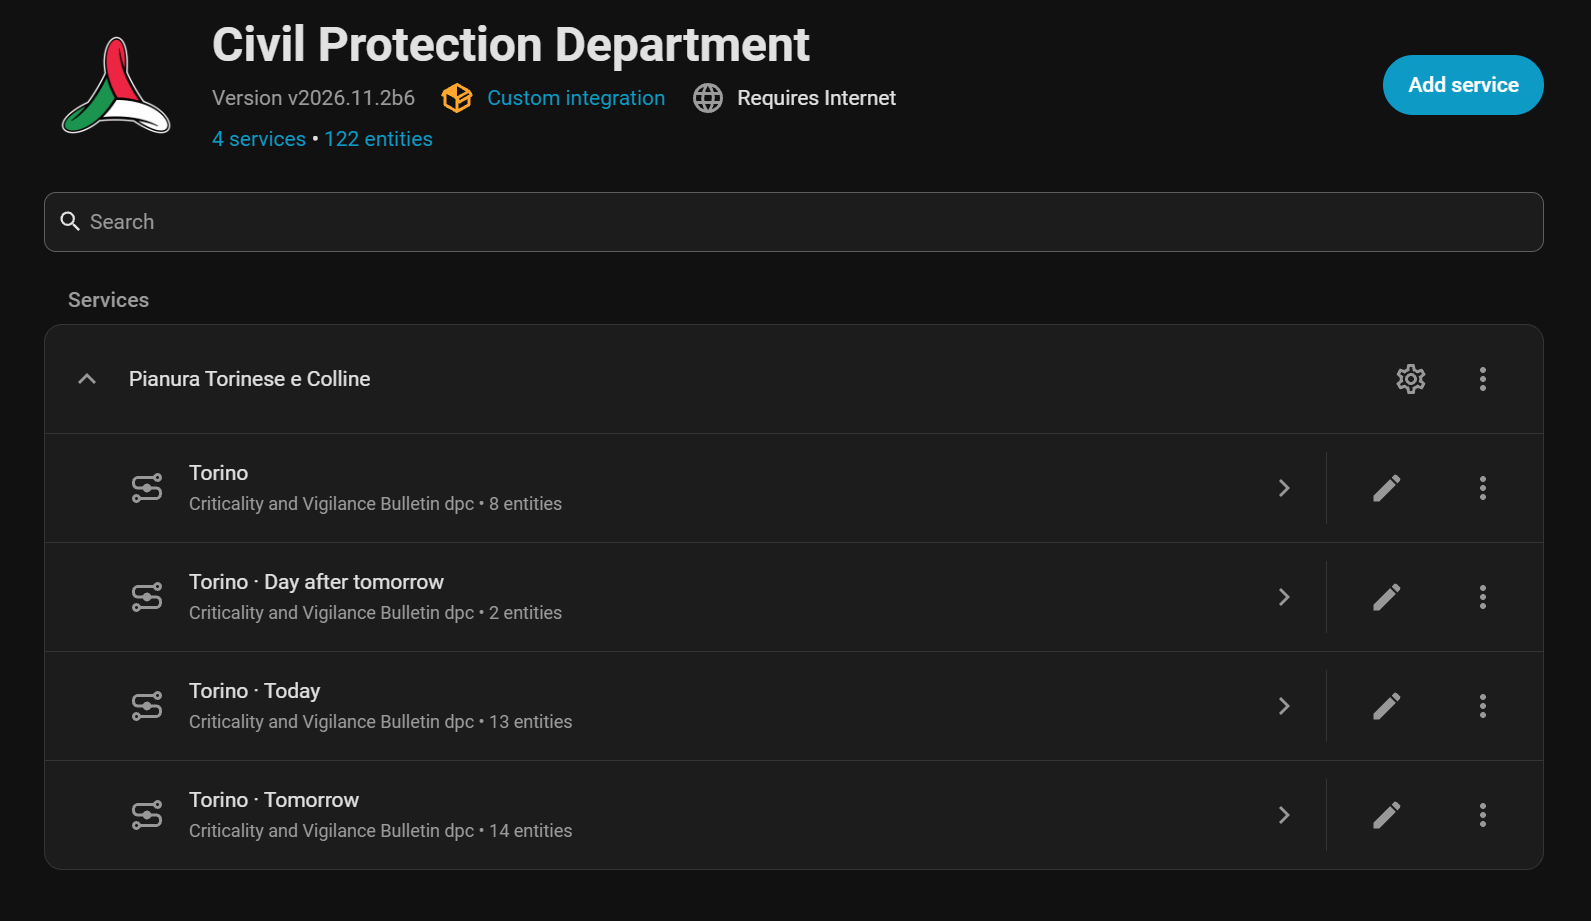 Civil Protection Department
Version v2026.11.2b6 Custom integration Requires Internet
Add service
4 services • 122 entities
Search
Services
Pianura Torinese e Colline
Torino
Criticality and Vigilance Bulletin dpc • 8 entities
Torino · Day after tomorrow
Criticality and Vigilance Bulletin dpc • 2 entities
Torino · Today
Criticality and Vigilance Bulletin dpc • 13 entities
Torino · Tomorrow
Criticality and Vigilance Bulletin dpc • 14 entities